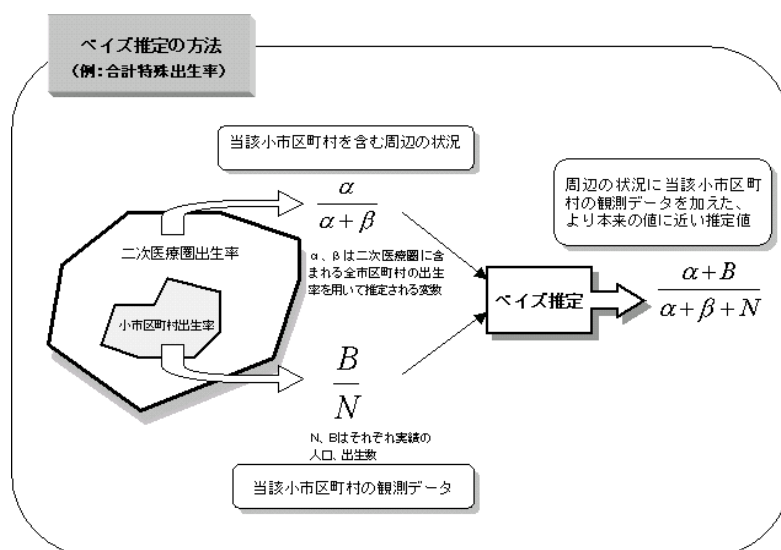 ベイズ推定の方法
(例:合計特殊出生率)
当該小市区町村を含む周辺の状況
α
α+β
周辺の状況に当該小市区町
村の観測データを加えた、
より本来の値に近い推定値
二次医療圏出生率
α、βは二次医療圏に含
まれる全市区町村の出生
率を用いて推定される変数
小市区町村出生率
ベイズ推定
α+B
α+β+N
B
N
N、Bはそれぞれ実績の
人口、出生数
当該小市区町村の観測データ